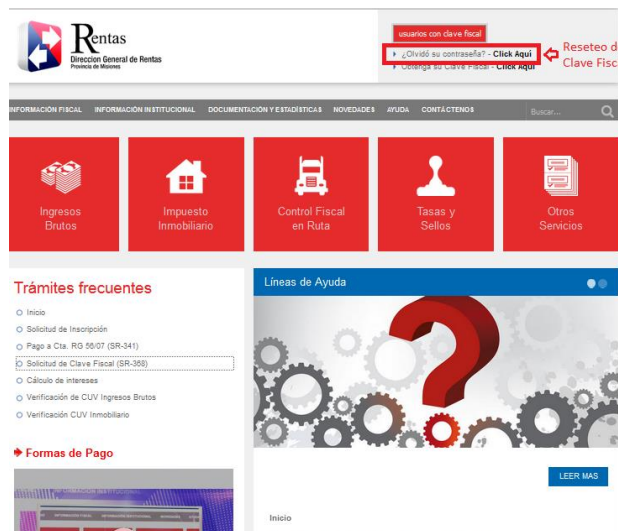 Rentas
Direccion General de Rentas
Provincia de Misiones
usuarios con clave fiscal
¿Olvidó su contraseña? - Click Aquí
Obtenga su Clave Fiscal - Click Aquí
Reseteo d
Clave Fisc
INFORMACIÓN FISCAL INFORMACIÓN INSTITUCIONAL DOCUMENTACIÓN Y ESTADÍSTICAS NOVEDADES AYUDA CONTÁCTENOS Buscar...
Ingresos
Brutos
Impuesto
Inmobiliario
Control Fiscal
en Ruta
Tasas y
Sellos
Otros
Servicios
Trámites frecuentes
Inicio
Solicitud de Inscripción
Pago a Cta. RG 56/07 (SR-341)
Solicitud de Clave Fiscal (SR-368)
Cálculo de intereses
Verificación de CUV Ingresos Brutos
Verificación CUV Inmobiliario
Formas de Pago
Líneas de Ayuda
LEER MAS
Inicio